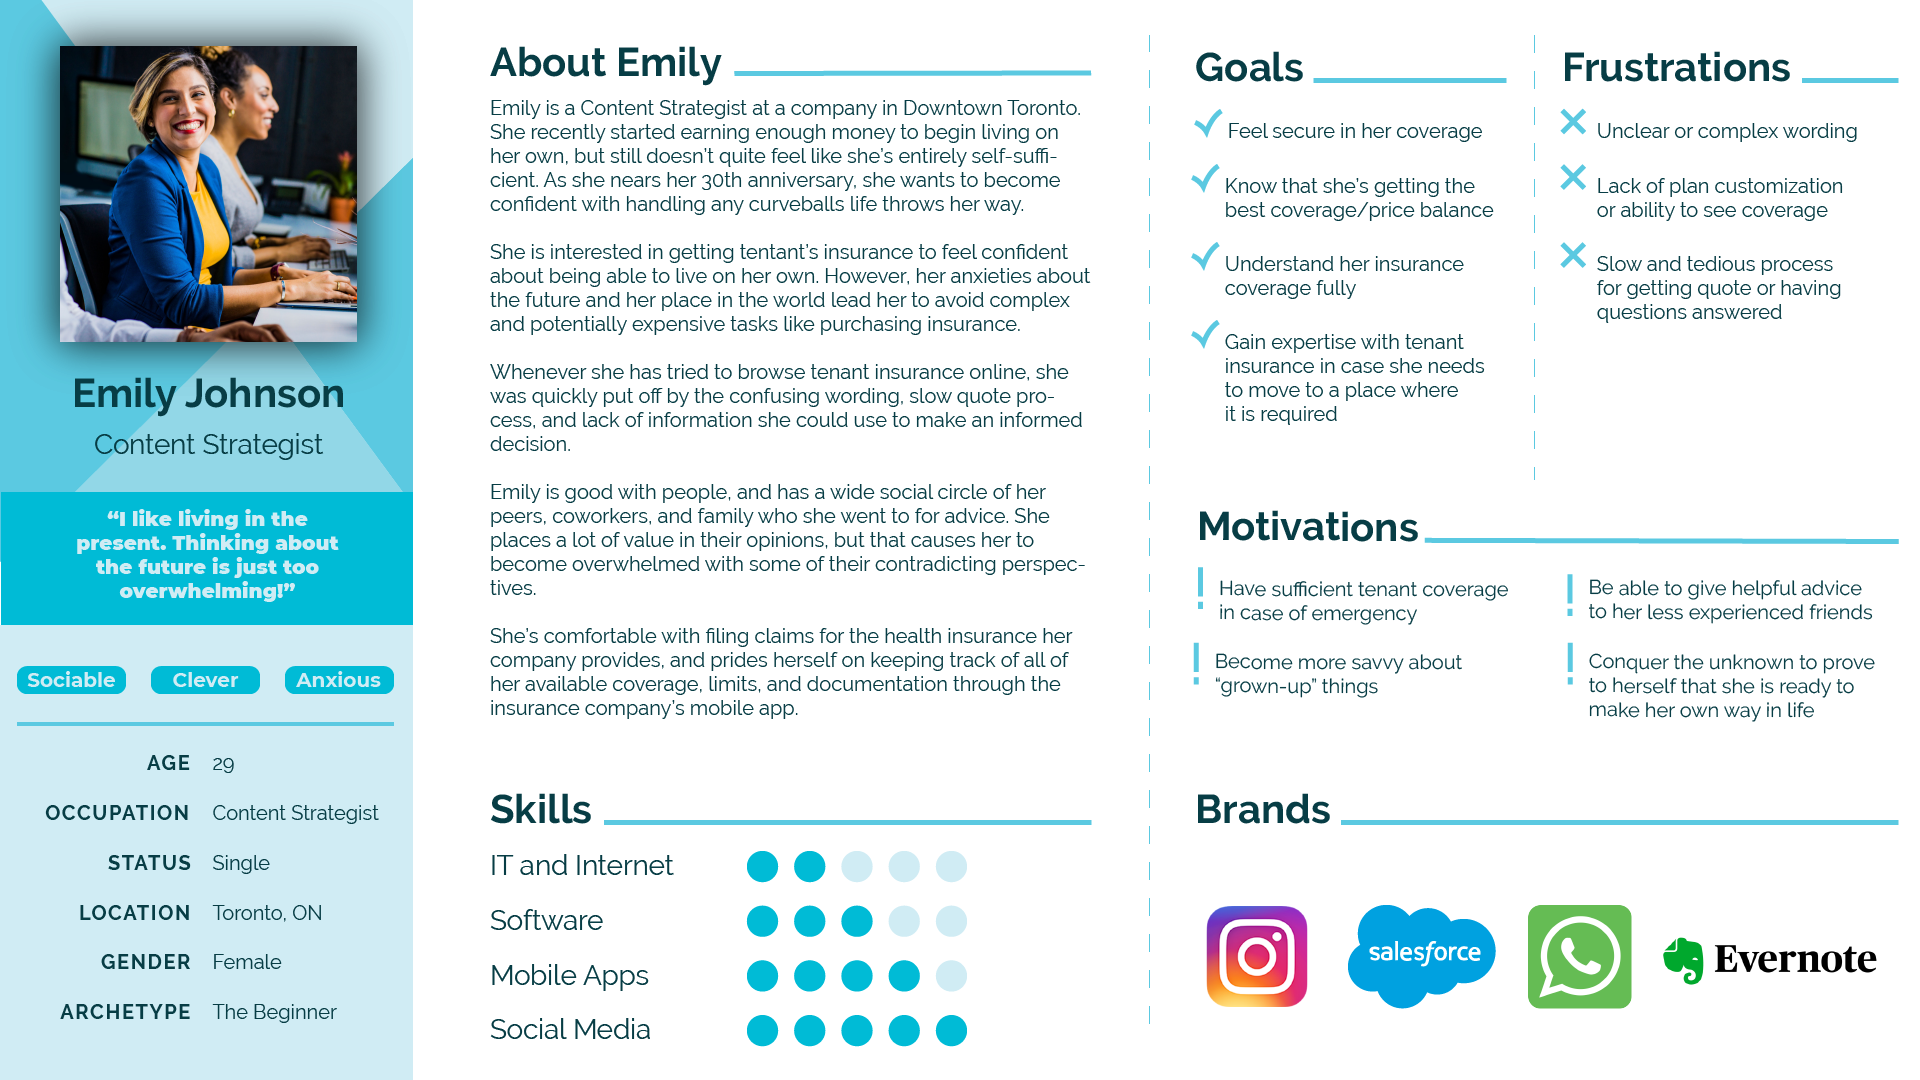 Emily Johnson
Content Strategist
“I like living in the
present. Thinking about
the future is just too
overwhelming!”
Sociable
Clever
Anxious
AGE 29
OCCUPATION Content Strategist
STATUS Single
LOCATION Toronto, ON
GENDER Female
ARCHETYPE The Beginner
About Emily
Emily is a Content Strategist at a company in Downtown Toronto.
She recently started earning enough money to begin living on
her own, but still doesn’t quite feel like she’s entirely self-suffi-
cient. As she nears her 30th anniversary, she wants to become
confident with handling any curveballs life throws her way.
She is interested in getting tentant’s insurance to feel confident
about being able to live on her own. However, her anxieties about
the future and her place in the world lead her to avoid complex
and potentially expensive tasks like purchasing insurance.
Whenever she has tried to browse tenant insurance online, she
was quickly put off by the confusing wording, slow quote pro-
cess, and lack of information she could use to make an informed
decision.
Emily is good with people, and has a wide social circle of her
peers, coworkers, and family who she went to for advice. She
places a lot of value in their opinions, but that causes her to
become overwhelmed with some of their contradicting perspec-
tives.
She’s comfortable with filing claims for the health insurance her
company provides, and prides herself on keeping track of all of
her available coverage, limits, and documentation through the
insurance company’s mobile app.
Skills
IT and Internet
Software
Mobile Apps
Social Media
Goals
Feel secure in her coverage
Know that she’s getting the
best coverage/price balance
Understand her insurance
coverage fully
Gain expertise with tenant
insurance in case she needs
to move to a place where
it is required
Frustrations
Unclear or complex wording
Lack of plan customization
or ability to see coverage
Slow and tedious process
for getting quote or having
questions answered
Motivations
Have sufficient tenant coverage
in case of emergency
Become more savvy about
“grown-up” things
Be able to give helpful advice
to her less experienced friends
Conquer the unknown to prove
to herself that she is ready to
make her own way in life
Brands
salesforce
Evernote